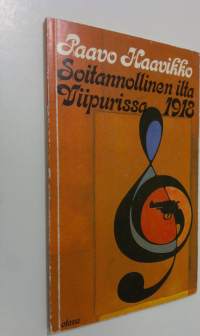 Paavo Haavikko
Soitannollinen ilta
Viipurissa 1918
otava